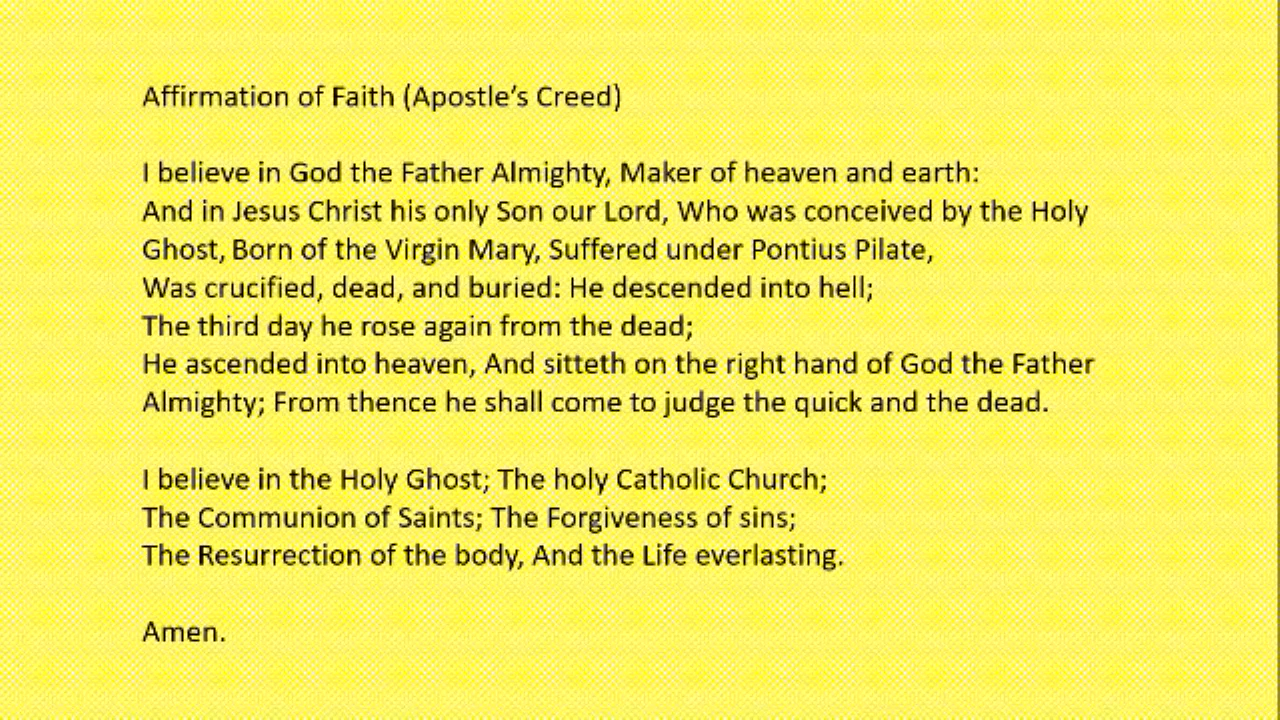 Affirmation of Faith (Apostle’s Creed)
I believe in God the Father Almighty, Maker of heaven and earth:
And in Jesus Christ his only Son our Lord, Who was conceived by the Holy
Ghost, Born of the Virgin Mary, Suffered under Pontius Pilate,
Was crucified, dead, and buried: He descended into hell;
The third day he rose again from the dead;
He ascended into heaven, And sitteth on the right hand of God the Father
Almighty; From thence he shall come to judge the quick and the dead.
I believe in the Holy Ghost; The holy Catholic Church;
The Communion of Saints; The Forgiveness of sins;
The Resurrection of the body, And the Life everlasting.
Amen.